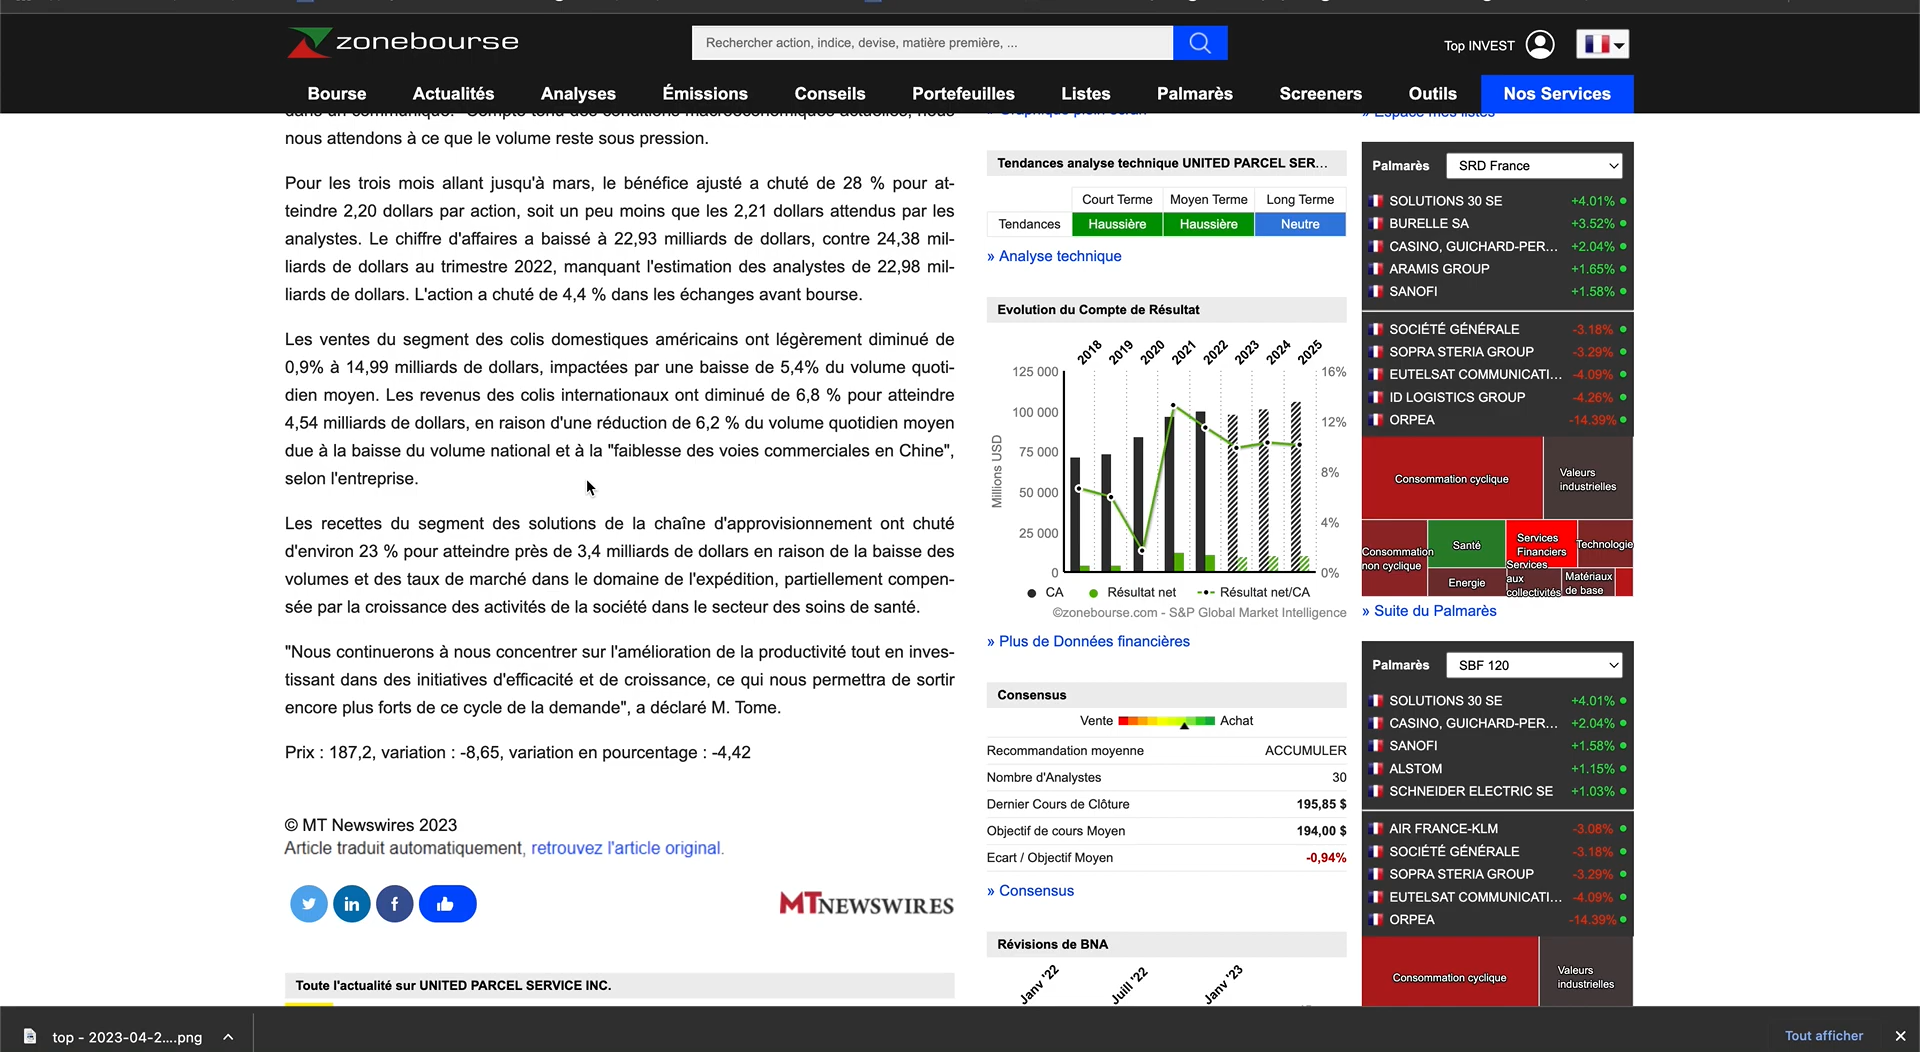 zonebourse
Rechercher action, indice, devise, matière première, ...
Top INVEST
Bourse Actualités Analyses Émissions Conseils Portefeuilles Listes Palmarès Screeners Outils Nos Services
nous attendons à ce que le volume reste sous pression.
Pour les trois mois allant jusqu'à mars, le bénéfice ajusté a chuté de 28 % pour at-
teindre 2,20 dollars par action, soit un peu moins que les 2,21 dollars attendus par les
analystes. Le chiffre d'affaires a baissé à 22,93 milliards de dollars, contre 24,38 mil-
liards de dollars au trimestre 2022, manquant l'estimation des analystes de 22,98 mil-
liards de dollars. L'action a chuté de 4,4 % dans les échanges avant bourse.
Les ventes du segment des colis domestiques américains ont légèrement diminué de
0,9% à 14,99 milliards de dollars, impactées par une baisse de 5,4% du volume quoti-
dien moyen. Les revenus des colis internationaux ont diminué de 6,8 % pour atteindre
4,54 milliards de dollars, en raison d'une réduction de 6,2 % du volume quotidien moyen
due à la baisse du volume national et à la "faiblesse des voies commerciales en Chine",
selon l'entreprise.
Les recettes du segment des solutions de la chaîne d'approvisionnement ont chuté
d'environ 23 % pour atteindre près de 3,4 milliards de dollars en raison de la baisse des
volumes et des taux de marché dans le domaine de l'expédition, partiellement compen-
sée par la croissance des activités de la société dans le secteur des soins de santé.
"Nous continuerons à nous concentrer sur l'amélioration de la productivité tout en inves-
tissant dans des initiatives d'efficacité et de croissance, ce qui nous permettra de sortir
encore plus forts de ce cycle de la demande", a déclaré M. Tome.
Prix : 187,2, variation : -8,65, variation en pourcentage : -4,42
© MT Newswires 2023
Article traduit automatiquement, retrouvez l'article original.
in f
MTNEWSWIRES
Toute l'actualité sur UNITED PARCEL SERVICE INC.
Tendances analyse technique UNITED PARCEL SER...
Court Terme Moyen Terme Long Terme
Tendances Haussière Haussière Neutre
» Analyse technique
Evolution du Compte de Résultat
2018 2019 2020 2021 2022 2023 2024 2025
125 000 16%
100 000 12%
75 000 8%
50 000 4%
25 000
0 0%
Millions USD
CA Résultat net Résultat net/CA
©zonebourse.com - S&P Global Market Intelligence
» Plus de Données financières
Consensus
Vente Achat
Recommandation moyenne ACCUMULER
Nombre d'Analystes 30
Dernier Cours de Clôture 195,85 $
Objectif de cours Moyen 194,00 $
Ecart / Objectif Moyen -0,94%
» Consensus
Révisions de BNA
Janv '22 Juill '22 Janv '23
» Espace mes listes
Palmarès SRD France
SOLUTIONS 30 SE +4.01%
BURELLE SA +3.52%
CASINO, GUICHARD-PER... +2.04%
ARAMIS GROUP +1.65%
SANOFI +1.58%
SOCIÉTÉ GÉNÉRALE -3.18%
SOPRA STERIA GROUP -3.29%
EUTELSAT COMMUNICATI... -4.09%
ID LOGISTICS GROUP -4.26%
ORPEA -14.39%
Consommation cyclique
Valeurs
industrielles
Consommation
non cyclique
Santé
Services
Financiers
Technologie
Energie
Services
aux
collectivités
Matériaux
de base
» Suite du Palmarès
Palmarès SBF 120
SOLUTIONS 30 SE +4.01%
CASINO, GUICHARD-PER... +2.04%
SANOFI +1.58%
ALSTOM +1.15%
SCHNEIDER ELECTRIC SE +1.03%
AIR FRANCE-KLM -3.08%
SOCIÉTÉ GÉNÉRALE -3.18%
SOPRA STERIA GROUP -3.29%
EUTELSAT COMMUNICATI... -4.09%
ORPEA -14.39%
Consommation cyclique
Valeurs
industrielles
top - 2023-04-2....png
Tout afficher